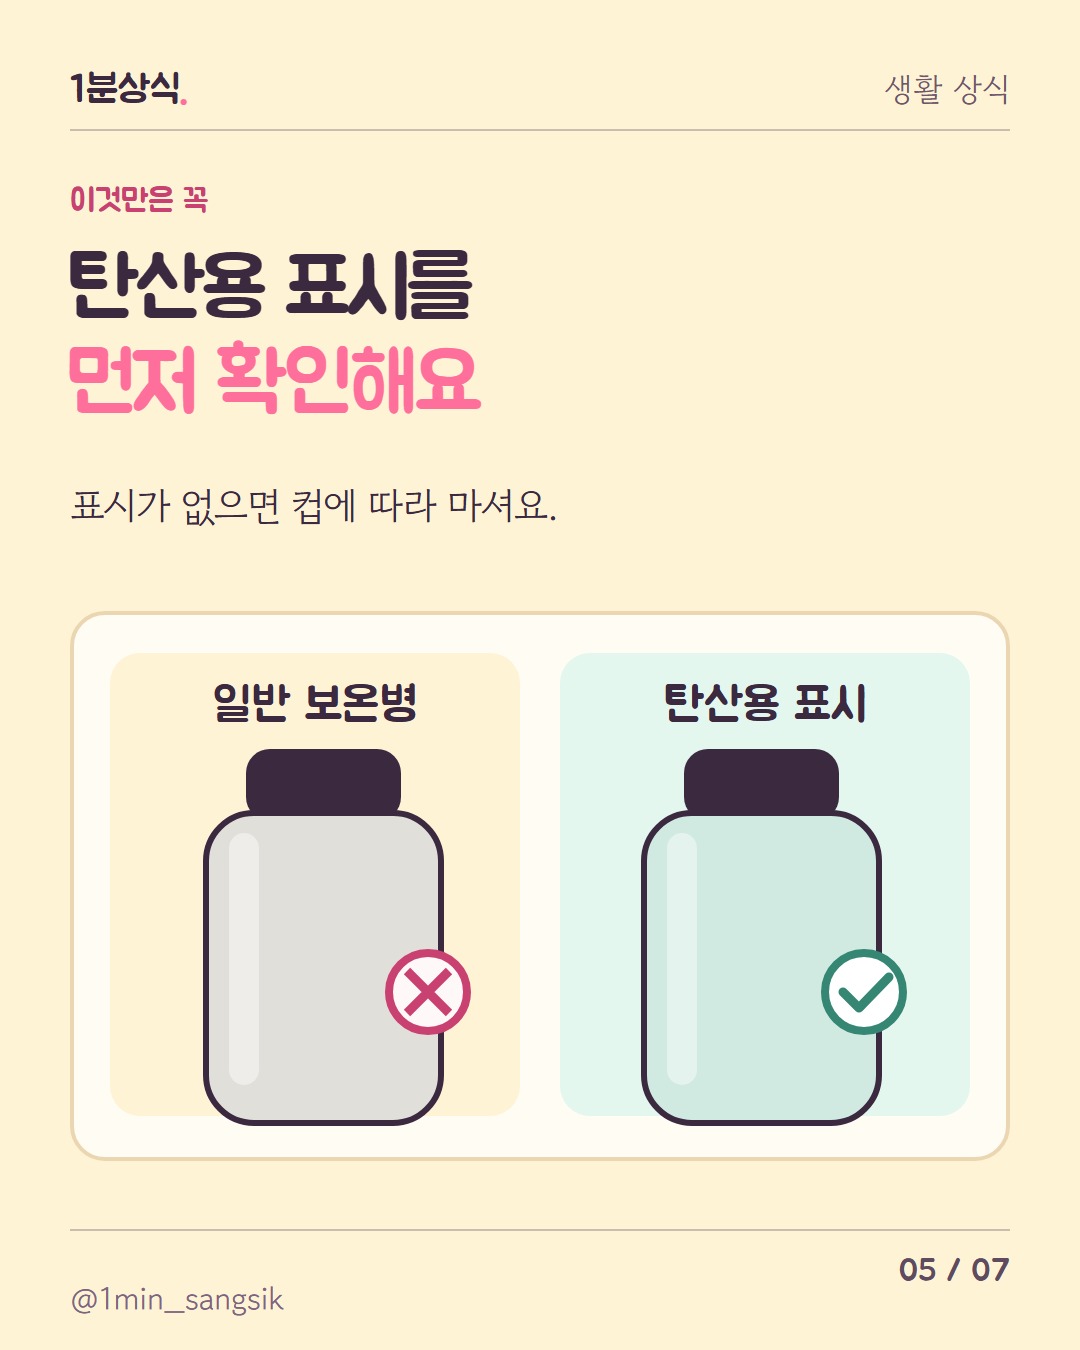 1분상식.
생활 상식
이것만은 꼭
탄산용 표시를
먼저 확인해요
표시가 없으면 컵에 따라 마셔요.
일반 보온병
탄산용 표시
05 / 07
@1min_sangsik